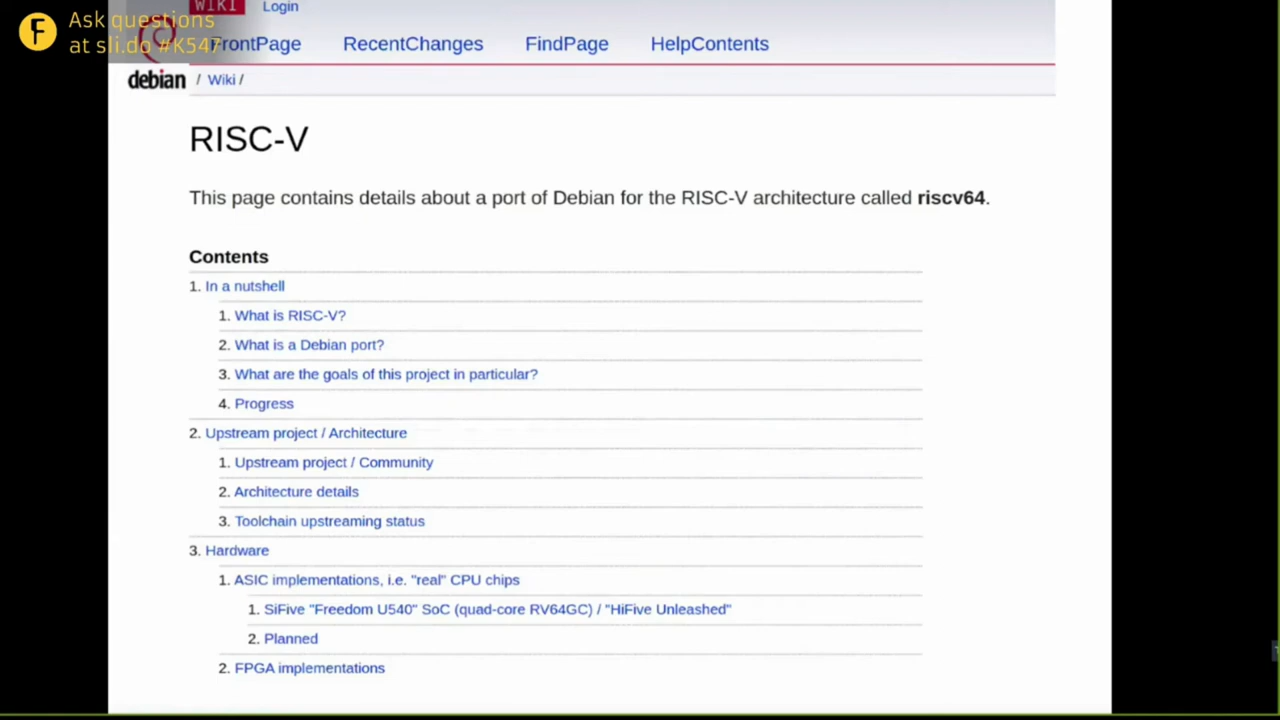 F Ask questions
at sli.do #K547
WIKI Login
FrontPage RecentChanges FindPage HelpContents
debian / Wiki /
RISC-V
This page contains details about a port of Debian for the RISC-V architecture called riscv64.
Contents
1. In a nutshell
1. What is RISC-V?
2. What is a Debian port?
3. What are the goals of this project in particular?
4. Progress
2. Upstream project / Architecture
1. Upstream project / Community
2. Architecture details
3. Toolchain upstreaming status
3. Hardware
1. ASIC implementations, i.e. "real" CPU chips
1. SiFive "Freedom U540" SoC (quad-core RV64GC) / "HiFive Unleashed"
2. Planned
2. FPGA implementations